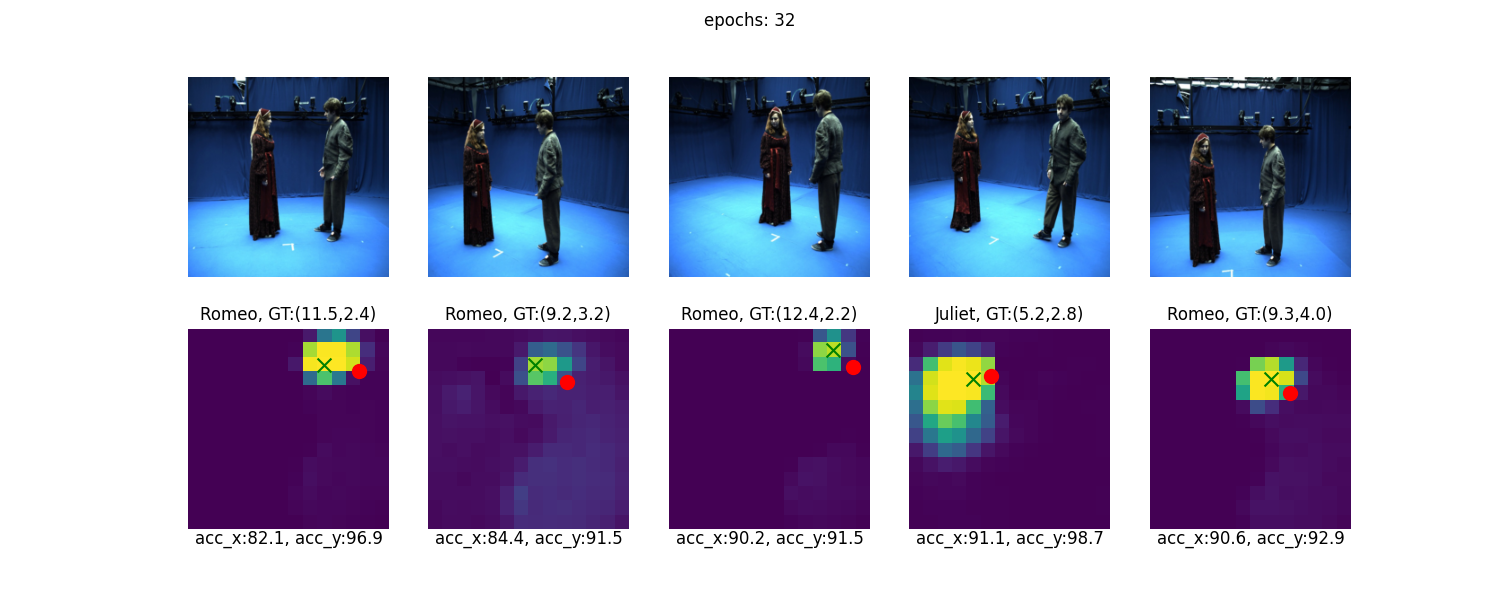 epochs: 32
Romeo, GT:(11.5,2.4)
Romeo, GT:(9.2,3.2)
Romeo, GT:(12.4,2.2)
Juliet, GT:(5.2,2.8)
Romeo, GT:(9.3,4.0)
acc_x:82.1, acc_y:96.9
acc_x:84.4, acc_y:91.5
acc_x:90.2, acc_y:91.5
acc_x:91.1, acc_y:98.7
acc_x:90.6, acc_y:92.9